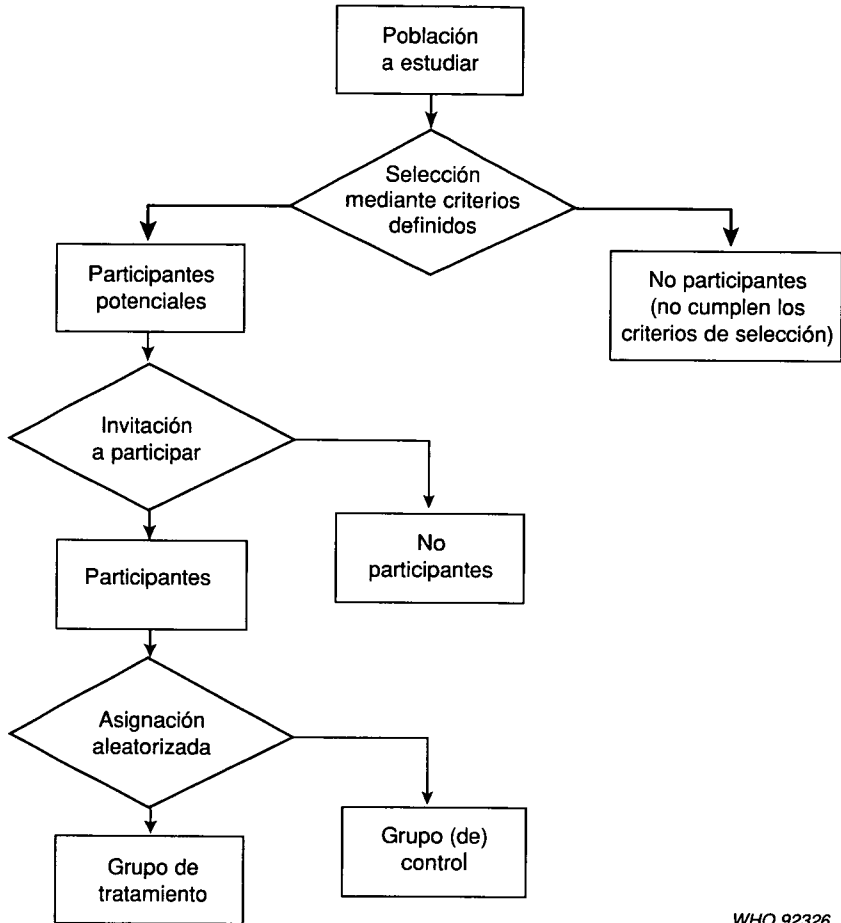 Población
a estudiar
Selección
mediante criterios
definidos
Participantes
potenciales
No participantes
(no cumplen los
criterios de selección)
Invitación
a participar
No
participantes
Participantes
Asignación
aleatorizada
Grupo (de)
control
Grupo de
tratamiento
WHO 92326